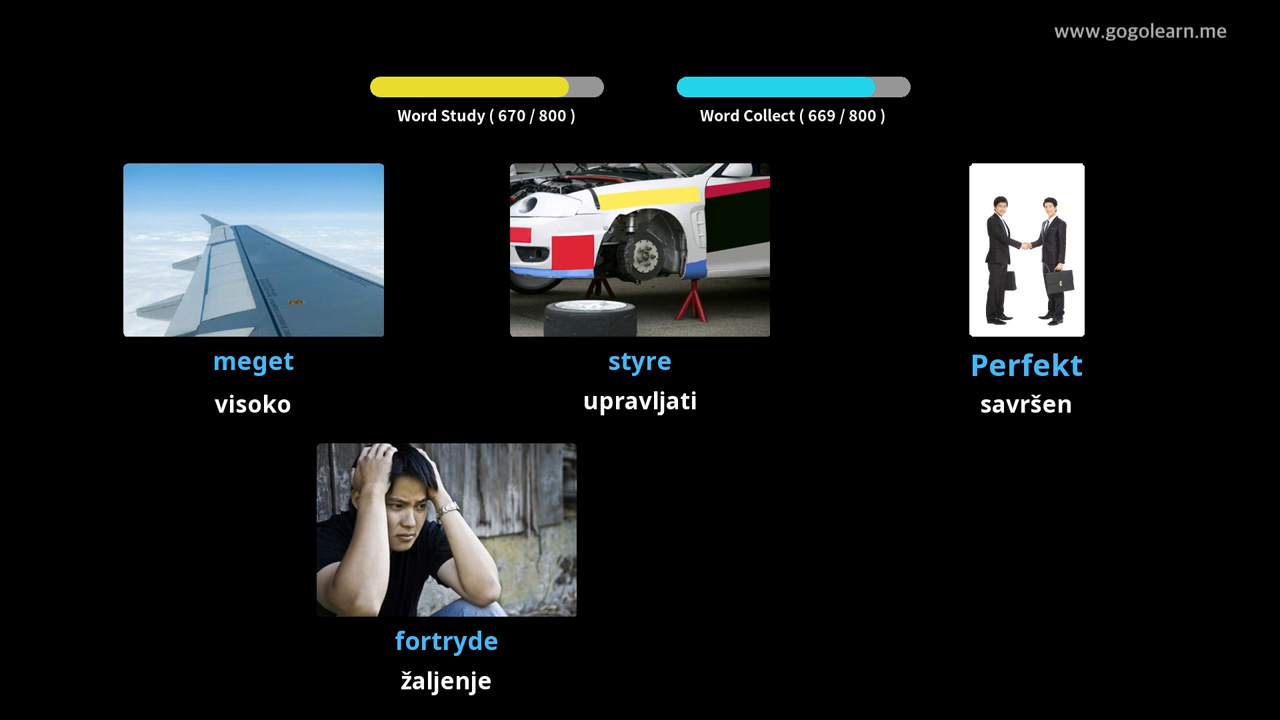 www.gogolearn.me
Word Study ( 670 / 800 )
Word Collect ( 669 / 800 )
meget
visoko
styre
upravljati
Perfekt
savršen
fortryde
žaljenje